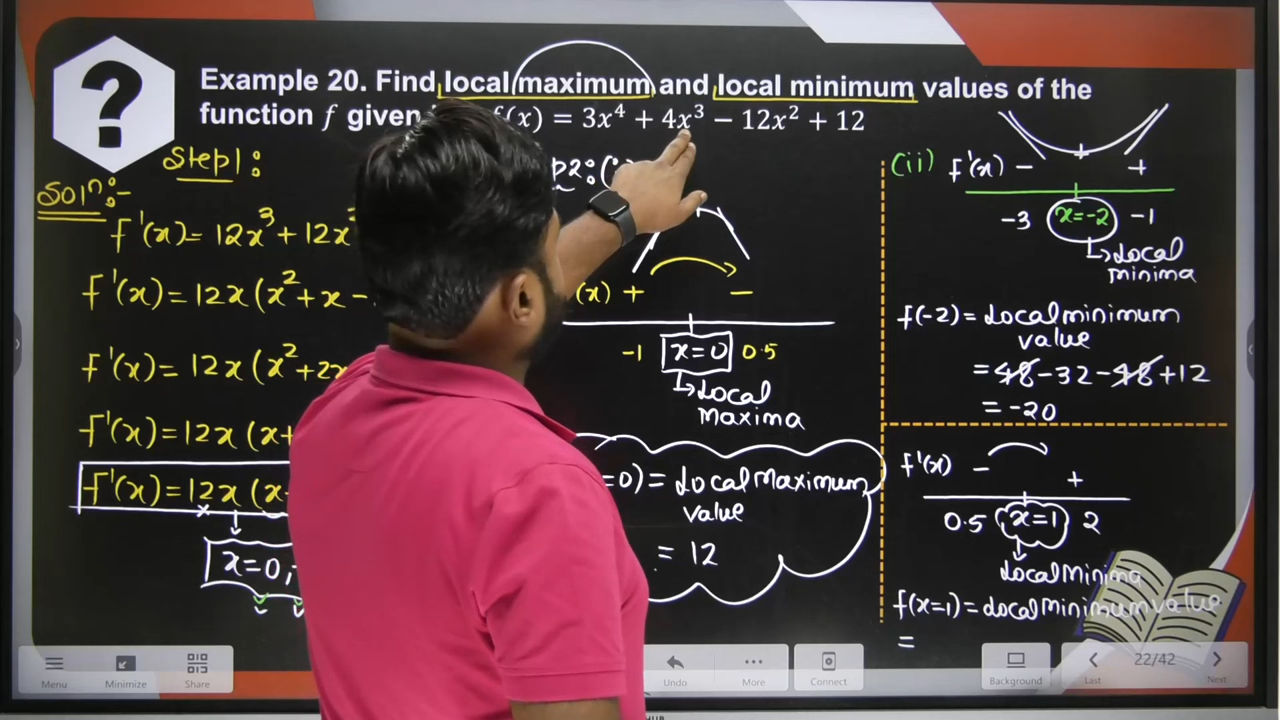 ?
Example 20. Find local maximum and local minimum values of the
function f given f(x) = 3x⁴ + 4x³ − 12x² + 12
Step1:
Solⁿ:-
f'(x) = 12x³ + 12x²
f'(x) = 12x(x² + x −
f'(x) = 12x(x² + 2x
f'(x) = 12x(x+
f'(x) = 12x(x-
x=0,
p2:(
(x) + −
-1 x=0 0.5
Local
Maxima
=0) = Local Maximum
value
= 12
(ii) f'(x) − +
-3 x=-2 -1
Local
minima
f(-2) = Local minimum
value
= 48 - 32 - 48 + 12
= -20
f'(x) − +
0.5 x=1 2
Local Minima
f(x=1) = Local Minimum value
=
Menu Minimize Share Undo More Connect Background Last 22/42 Next